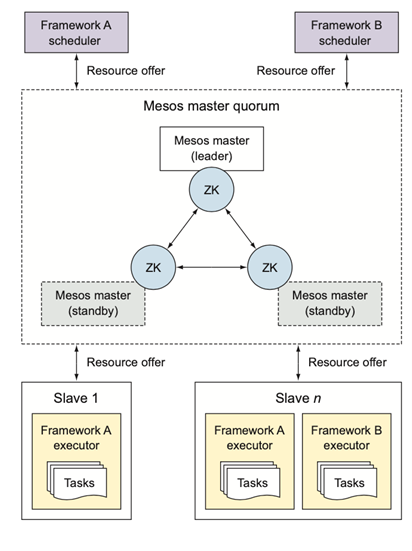 Framework A
scheduler
Framework B
scheduler
Resource offer
Resource offer
Mesos master quorum
Mesos master
(leader)
ZK
ZK
ZK
Mesos master
(standby)
Mesos master
(standby)
Resource offer
Resource offer
Slave 1
Framework A
executor
Tasks
Slave n
Framework A
executor
Tasks
Framework B
executor
Tasks